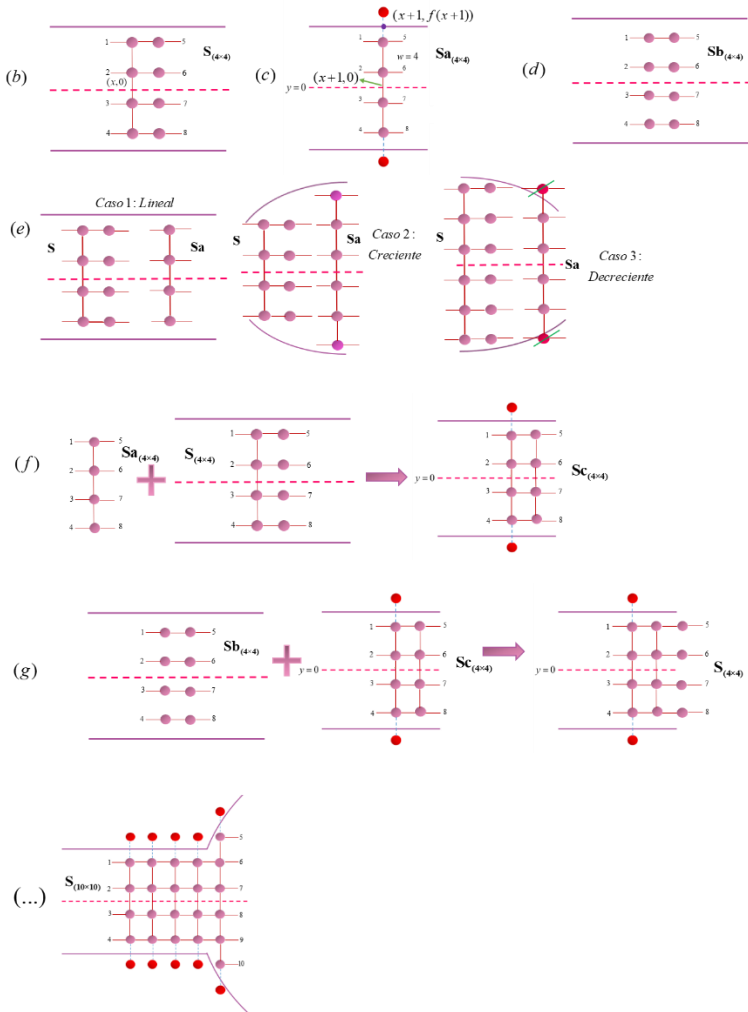 (b)
1
5
S(4×4)
2
6
(x,0)
3
7
4
8
(c)
(x+1, f(x+1))
1
5
w = 4
Sa(4×4)
2
6
(x+1,0)
y=0
3
7
4
8
(d)
Sb(4×4)
1
5
2
6
3
7
4
8
(e)
Caso 1: Lineal
S
Sa
Caso 2:
Creciente
S
Sa
S
Sa
Caso 3:
Decreciente
(f)
1
5
Sa(4×4)
2
6
3
7
4
8
S(4×4)
1
5
2
6
3
7
4
8
1
5
2
6
Sc(4×4)
y=0
3
7
4
8
(g)
1
5
Sb(4×4)
2
6
3
7
4
8
1
5
2
6
y=0
Sc(4×4)
3
7
4
8
1
5
2
6
y=0
3
7
S(4×4)
4
8
(...)
5
1
6
S(10×10)
2
7
3
8
4
9
10